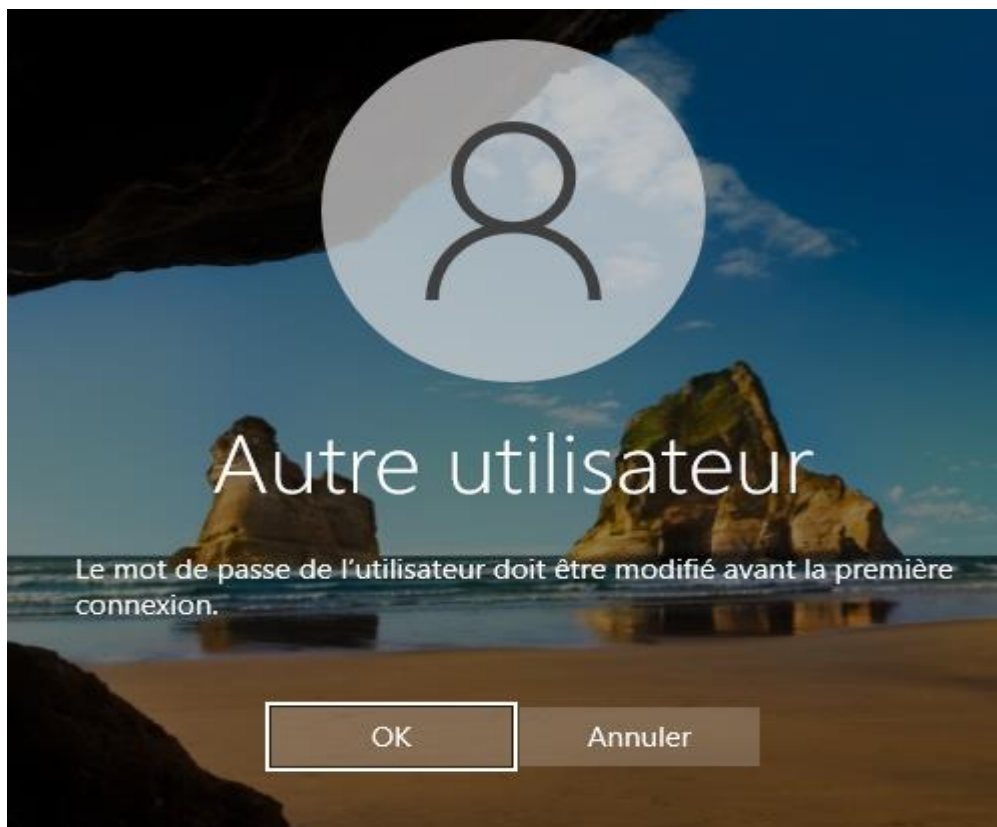 Autre utilisateur
Le mot de passe de l’utilisateur doit être modifié avant la première
connexion.
OK
Annuler